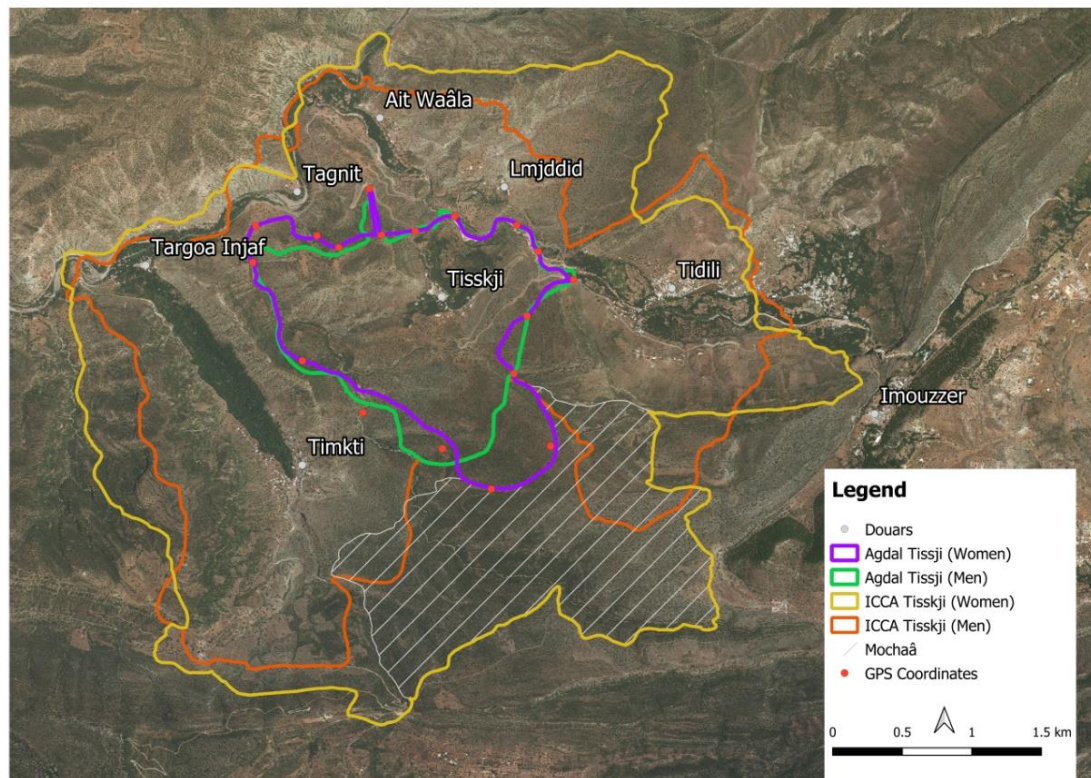 Ait Waâla
Lmjddid
Tagnit
Targoa Injaf
Tisskji
Tidili
Imouzzer
Timkti
Legend
Douars
Agdal Tissji (Women)
Agdal Tissji (Men)
ICCA Tisskji (Women)
ICCA Tisskji (Men)
Mochaâ
GPS Coordinates
0 0.5 1 1.5 km